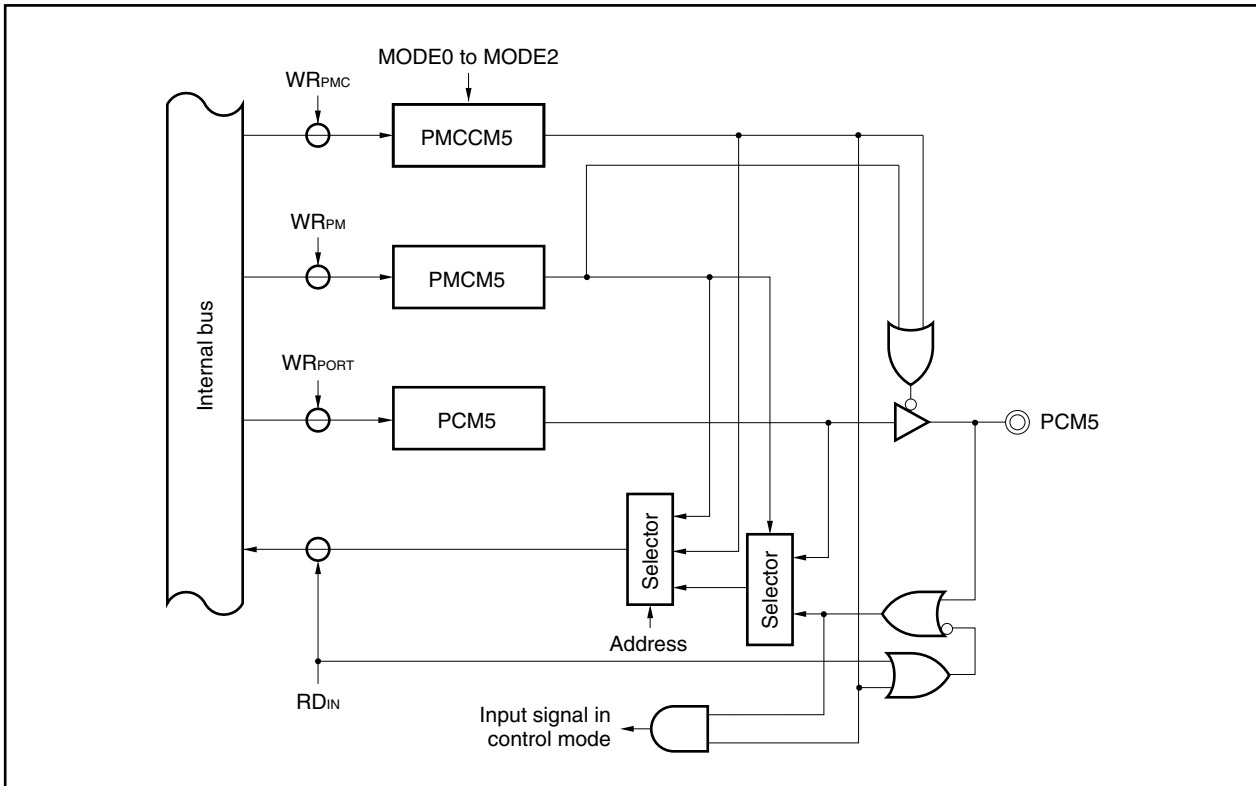 MODE0 to MODE2
WRPMC
PMCCM5
WRPM
PMCM5
Internal bus
WRPORT
PCM5
PCM5
Selector
Selector
Address
RDIN
Input signal in
control mode